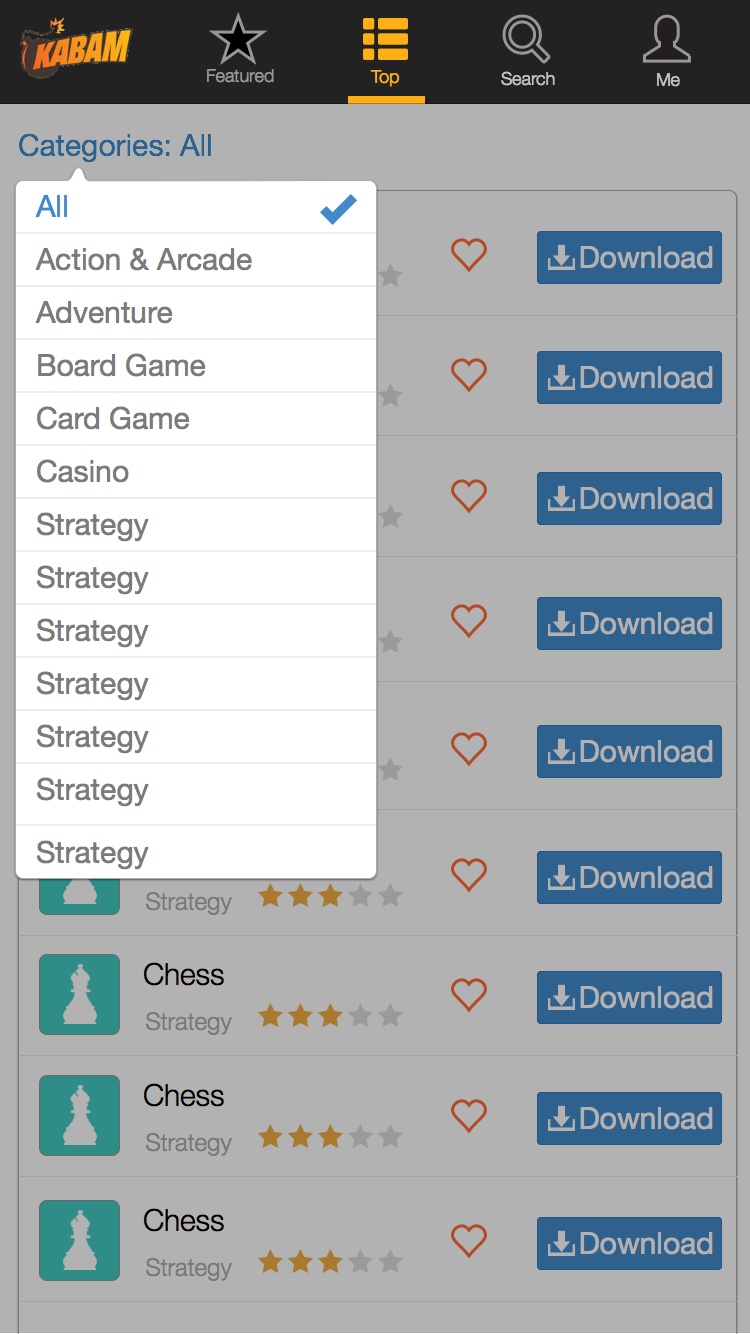 KABAM
Featured
Top
Search
Me
Categories: All
All
Action & Arcade
Adventure
Board Game
Card Game
Casino
Strategy
Strategy
Strategy
Strategy
Strategy
Strategy
Strategy
Download
Download
Download
Download
Download
Strategy
Download
Chess
Strategy
Download
Chess
Strategy
Download
Chess
Strategy
Download